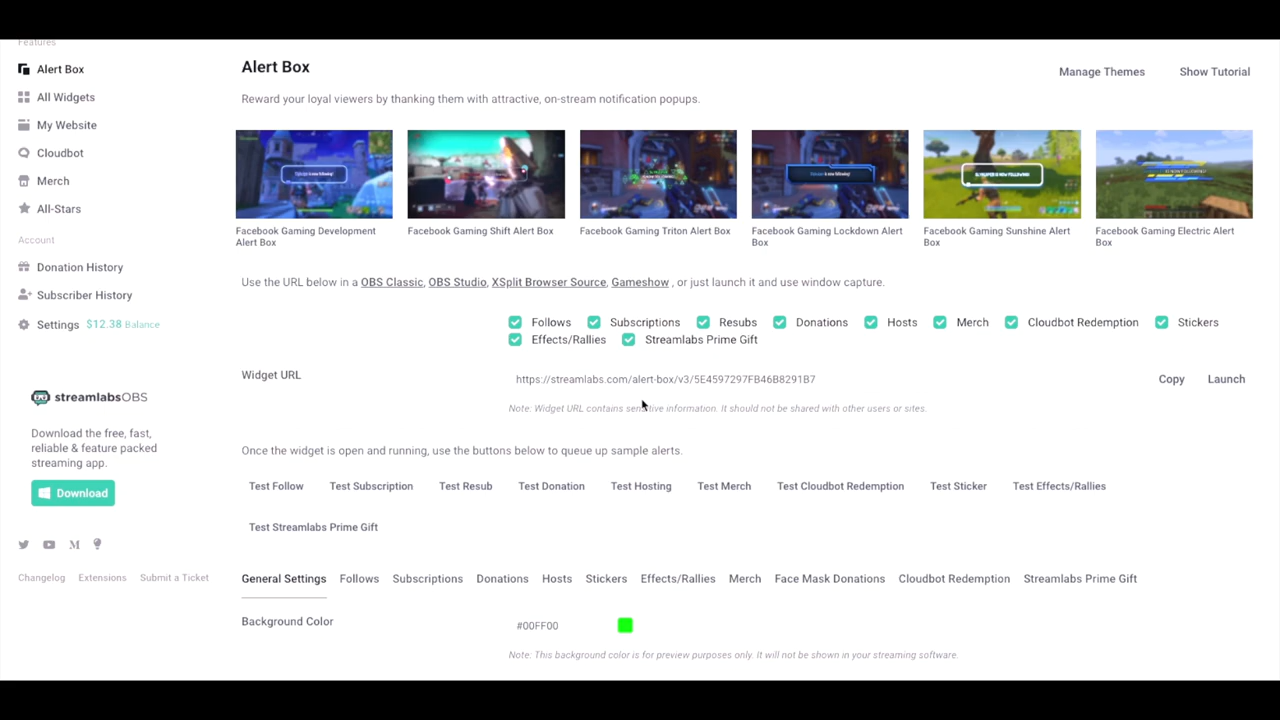 Features
Alert Box
All Widgets
My Website
Cloudbot
Merch
All-Stars
Account
Donation History
Subscriber History
Settings $12.38 Balance
streamlabsOBS
Download the free, fast,
reliable & feature packed
streaming app.
Download
Changelog Extensions Submit a Ticket
Alert Box
Manage Themes Show Tutorial
Reward your loyal viewers by thanking them with attractive, on-stream notification popups.
Facebook Gaming Development
Alert Box
Facebook Gaming Shift Alert Box
Facebook Gaming Triton Alert Box
Facebook Gaming Lockdown Alert
Box
Facebook Gaming Sunshine Alert
Box
Facebook Gaming Electric Alert
Box
Use the URL below in a OBS Classic, OBS Studio, XSplit Browser Source, Gameshow , or just launch it and use window capture.
Follows Subscriptions Resubs Donations Hosts Merch Cloudbot Redemption Stickers
Effects/Rallies Streamlabs Prime Gift
Widget URL
https://streamlabs.com/alert-box/v3/5E4597297FB46B8291B7
Copy Launch
Note: Widget URL contains sensitive information. It should not be shared with other users or sites.
Once the widget is open and running, use the buttons below to queue up sample alerts.
Test Follow Test Subscription Test Resub Test Donation Test Hosting Test Merch Test Cloudbot Redemption Test Sticker Test Effects/Rallies
Test Streamlabs Prime Gift
General Settings Follows Subscriptions Donations Hosts Stickers Effects/Rallies Merch Face Mask Donations Cloudbot Redemption Streamlabs Prime Gift
Background Color
#00FF00
Note: This background color is for preview purposes only. It will not be shown in your streaming software.